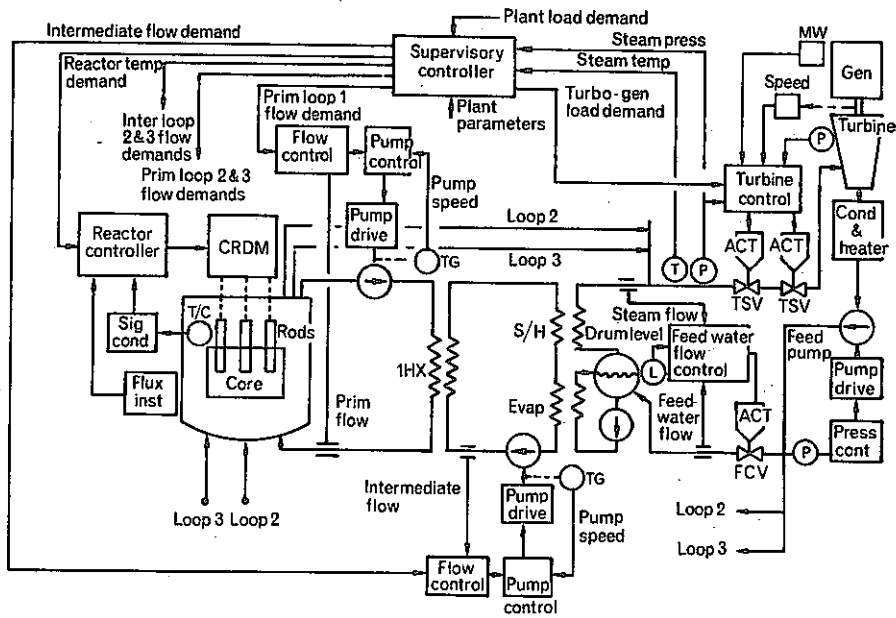 Intermediate flow demand
Plant load demand
Supervisory
controller
Steam press
Steam temp
MW
Gen
Reactor temp
demand
Prim loop 1
flow demand
Plant
parameters
Turbo-gen
load demand
Speed
P
Turbine
Inter loop
2 & 3 flow
demands
Flow
control
Pump
control
Prim loop 2 & 3
flow demands
Pump
speed
Turbine
control
Reactor
controller
CRDM
Pump
drive
Loop 2
ACT
ACT
Cond
&
heater
TG
Loop 3
T
P
TSV
TSV
T/C
Rods
Sig
cond
Core
S/H
Steam flow
Drum level
Feed water
flow
control
L
Feed
pump
1HX
Flux
inst
Prim
flow
Evap
Feed-
water
flow
ACT
Pump
drive
Press
cont
P
FCV
Loop 3
Loop 2
Intermediate
flow
TG
Pump
drive
Pump
speed
Loop 2
Loop 3
Flow
control
Pump
control